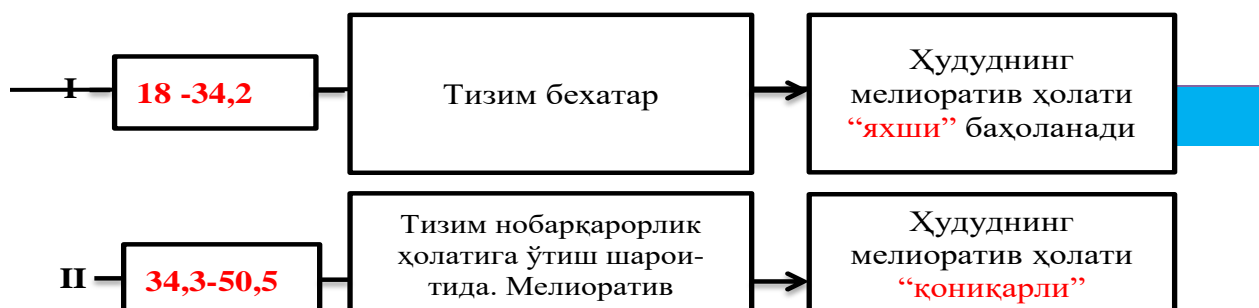 I
18 -34,2
Тизим бехатар
Ҳудуднинг
мелиоратив ҳолати
“яхши” баҳоланади
II
34,3-50,5
Тизим нобарқарорлик
ҳолатига ўтиш шарои-
тида. Мелиоратив
Ҳудуднинг
мелиоратив ҳолати
“қониқарли”